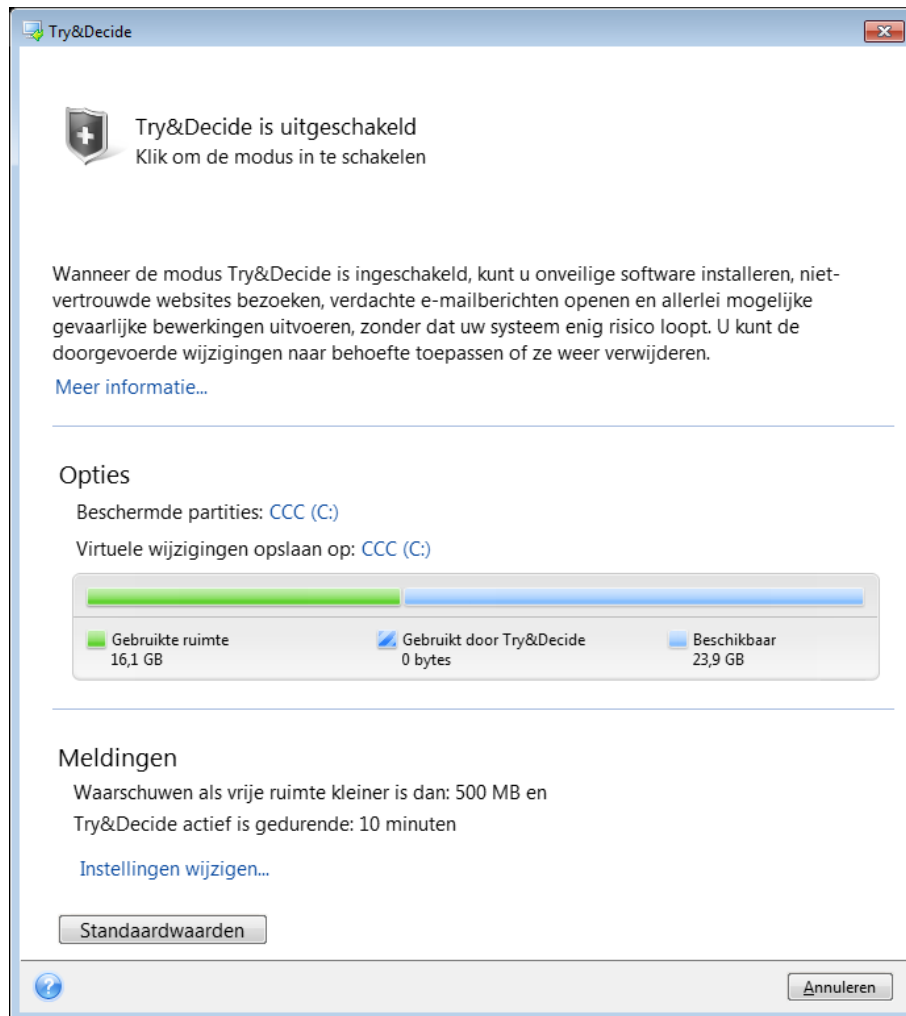 Try&Decide
Try&Decide is uitgeschakeld
Klik om de modus in te schakelen
Wanneer de modus Try&Decide is ingeschakeld, kunt u onveilige software installeren, niet-
vertrouwde websites bezoeken, verdachte e-mailberichten openen en allerlei mogelijke
gevaarlijke bewerkingen uitvoeren, zonder dat uw systeem enig risico loopt. U kunt de
doorgevoerde wijzigingen naar behoefte toepassen of ze weer verwijderen.
Meer informatie...
Opties
Beschermde partities: CCC (C:)
Virtuele wijzigingen opslaan op: CCC (C:)
Gebruikte ruimte
16,1 GB
Gebruikt door Try&Decide
0 bytes
Beschikbaar
23,9 GB
Meldingen
Waarschuwen als vrije ruimte kleiner is dan: 500 MB en
Try&Decide actief is gedurende: 10 minuten
Instellingen wijzigen...
Standaardwaarden
?
Annuleren